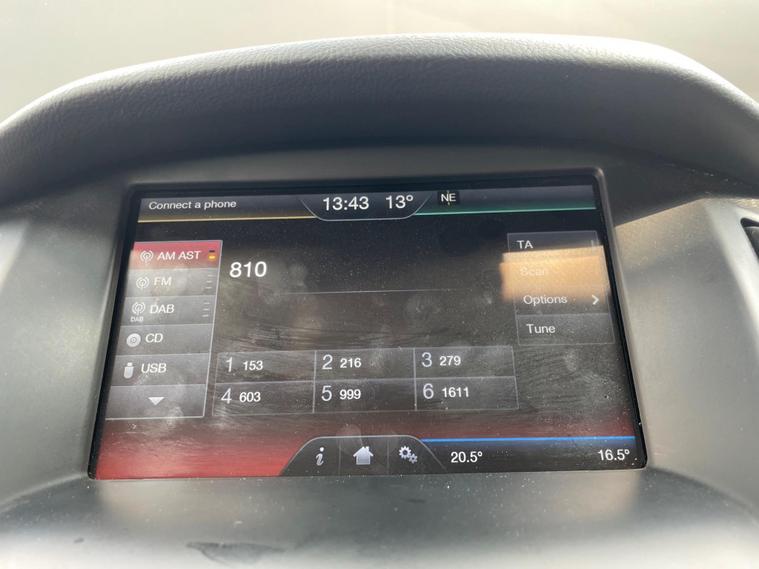 Connect a phone 13:43 13° NE
AM AST
FM
DAB
DAB
CD
USB
810
TA
Scan
Options
Tune
1 153 2 216 3 279
4 603 5 999 6 1611
i 20.5° 16.5°